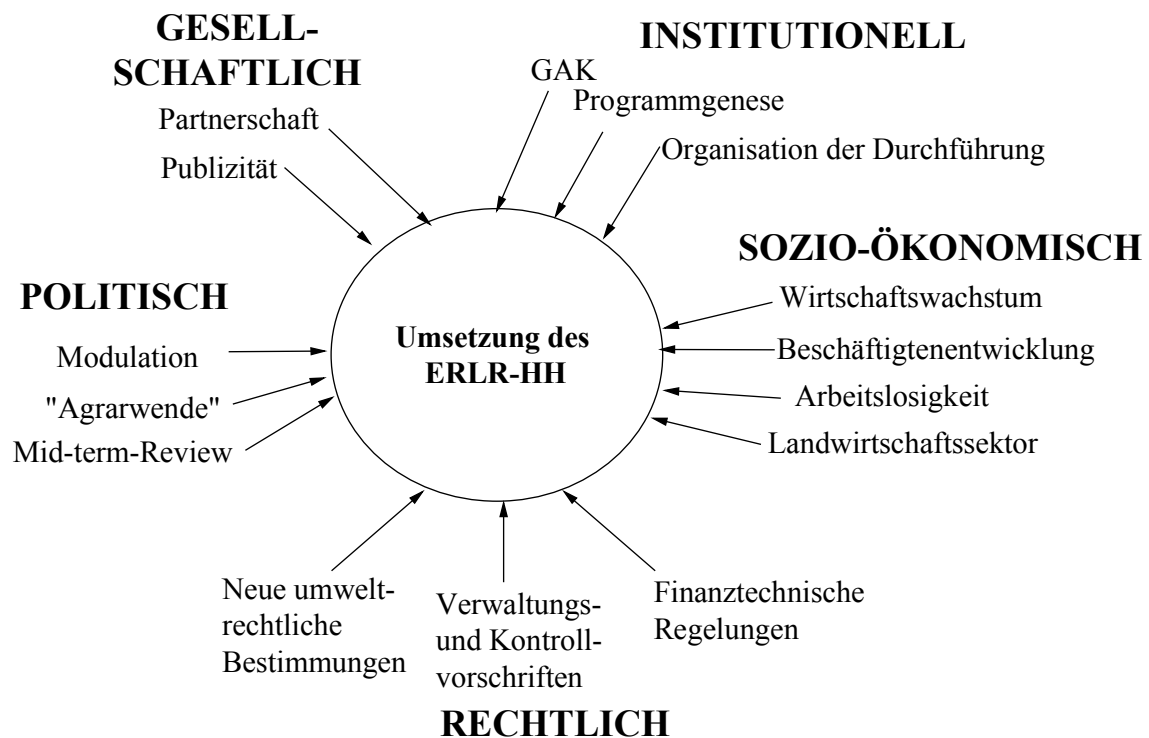 GESELL-
SCHAFTLICH
Partnerschaft
Publizität
INSTITUTIONELL
GAK
Programmgenese
Organisation der Durchführung
SOZIO-ÖKONOMISCH
Wirtschaftswachstum
Beschäftigtenentwicklung
Arbeitslosigkeit
Landwirtschaftssektor
POLITISCH
Modulation
"Agrarwende"
Mid-term-Review
Umsetzung des
ERLR-HH
Neue umwelt-
rechtliche
Bestimmungen
Verwaltungs-
und Kontroll-
vorschriften
Finanztechnische
Regelungen
RECHTLICH